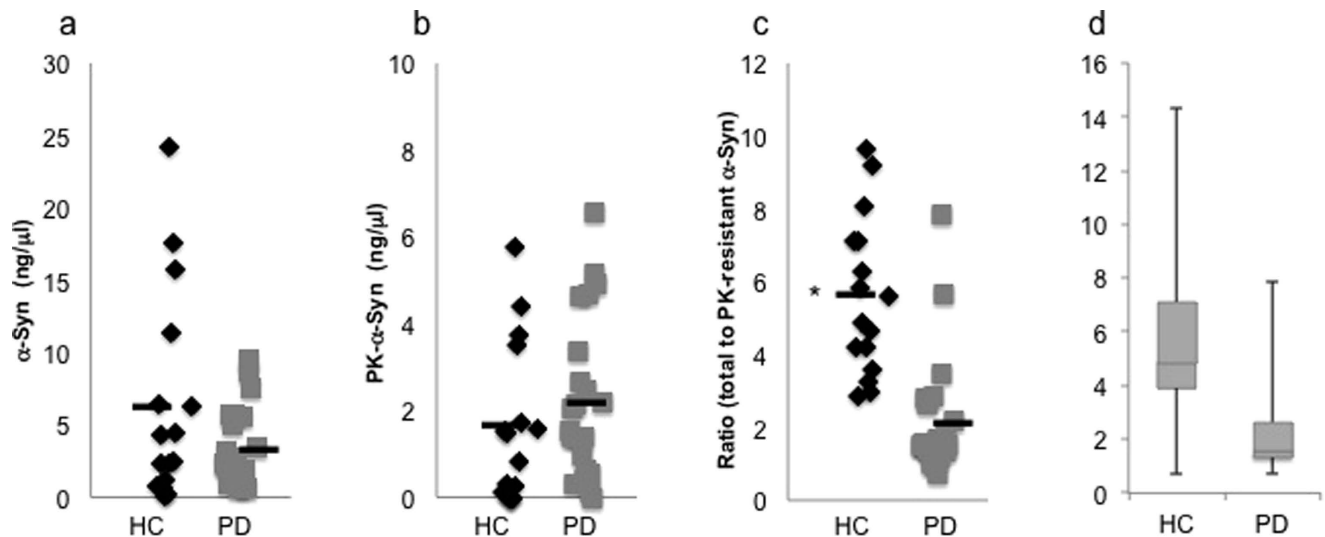 a
α-Syn (ng/μl)
30
25
20
15
10
5
0
HC
PD
b
PK-α-Syn (ng/μl)
10
8
6
4
2
0
HC
PD
c
Ratio (total to PK-resistant α-Syn)
12
10
8
6
4
2
0
*
HC
PD
d
16
14
12
10
8
6
4
2
0
HC
PD